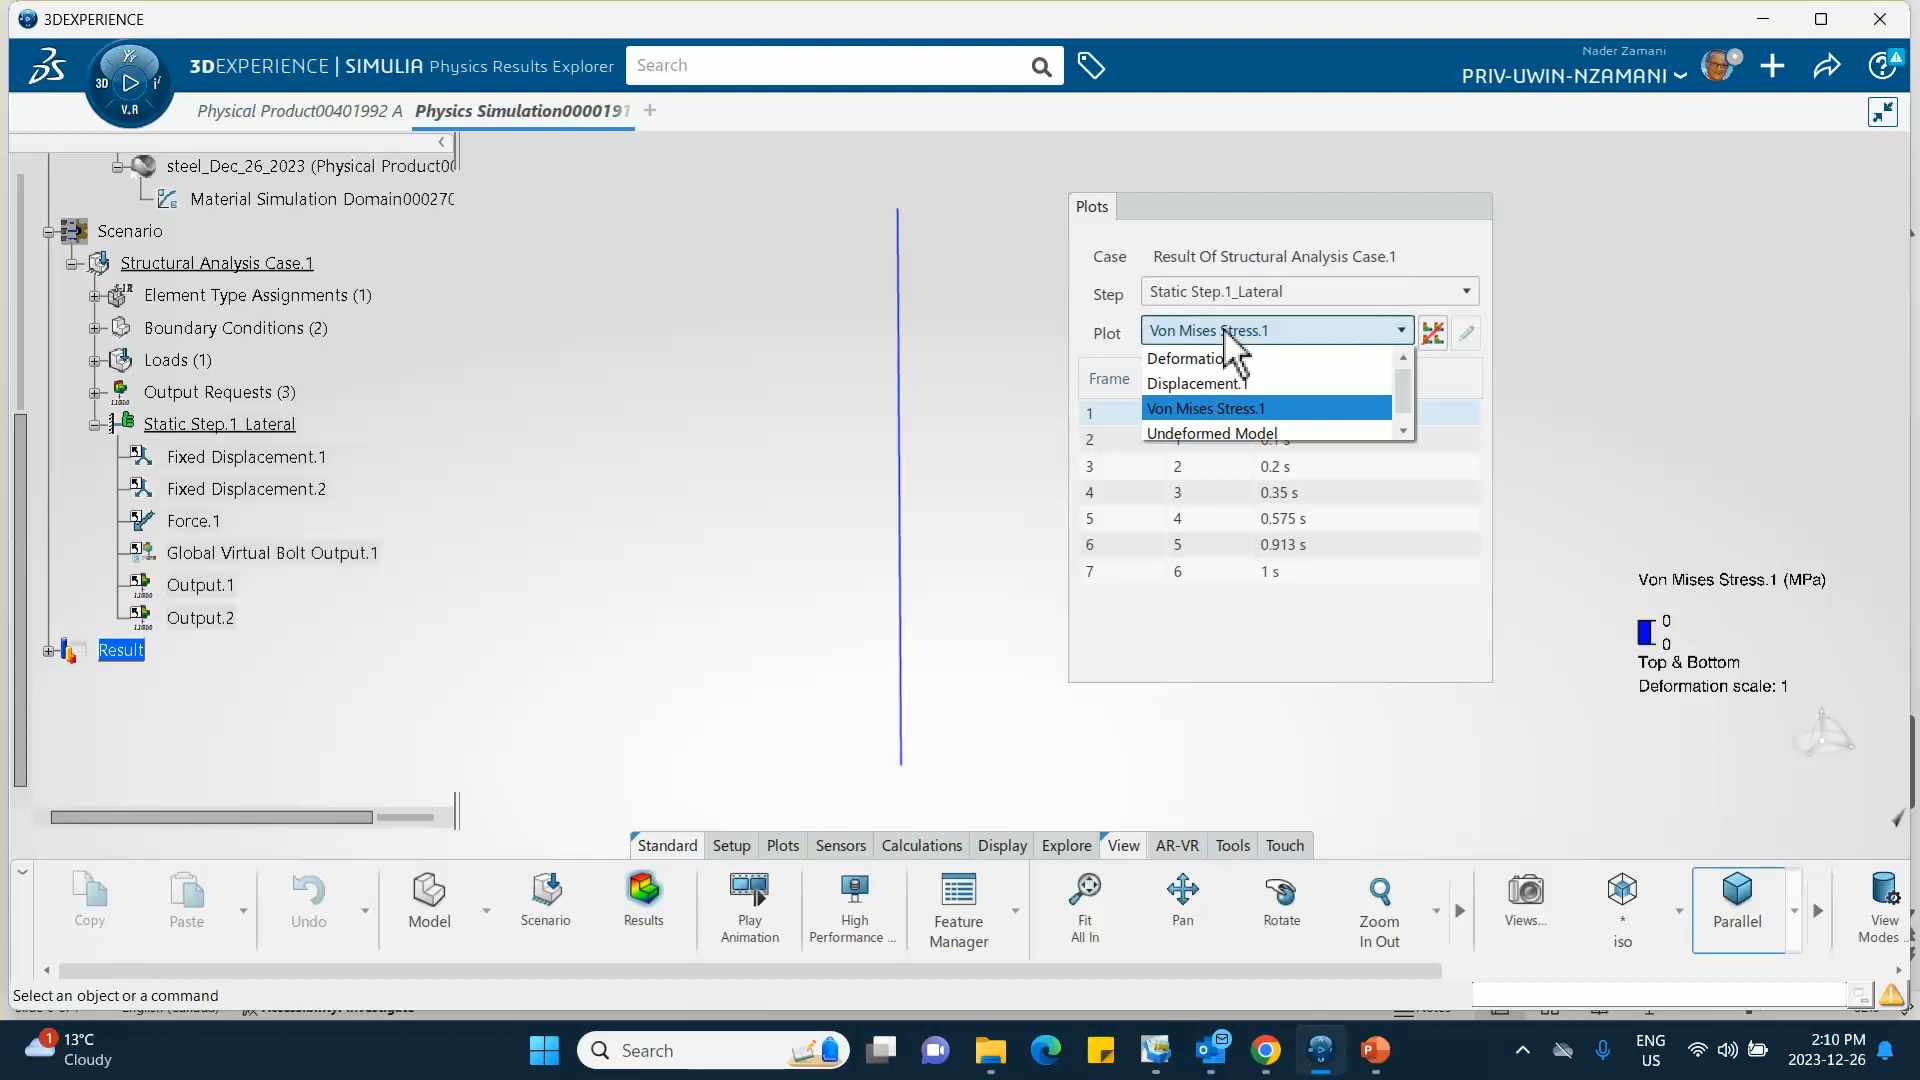 3DEXPERIENCE
3DEXPERIENCE | SIMULIA Physics Results Explorer
Search
Nader Zamani
PRIV-UWIN-NZAMANI
3D
V.R
Physical Product00401992 A
Physics Simulation0000191
steel_Dec_26_2023 (Physical Product00
Material Simulation Domain000270
Scenario
Structural Analysis Case.1
Element Type Assignments (1)
Boundary Conditions (2)
Loads (1)
Output Requests (3)
Static Step.1_Lateral
Fixed Displacement.1
Fixed Displacement.2
Force.1
Global Virtual Bolt Output.1
Output.1
Output.2
Result
Plots
Case Result Of Structural Analysis Case.1
Step Static Step.1_Lateral
Plot Von Mises Stress.1
Displacement.1
Von Mises Stress.1
Undeformed Model
Frame
1
2 1 0.1 s
3 2 0.2 s
4 3 0.35 s
5 4 0.575 s
6 5 0.913 s
7 6 1 s
Von Mises Stress.1 (MPa)
0
0
Top & Bottom
Deformation scale: 1
Standard Setup Plots Sensors Calculations Display Explore View AR-VR Tools Touch
Copy
Paste
Undo
Model
Scenario
Results
Play Animation
High Performance ...
Feature Manager
Fit All In
Pan
Rotate
Zoom In Out
Views...
* iso
Parallel
View Modes
Select an object or a command
1
13°C
Cloudy
Search
ENG
US
2:10 PM
2023-12-26